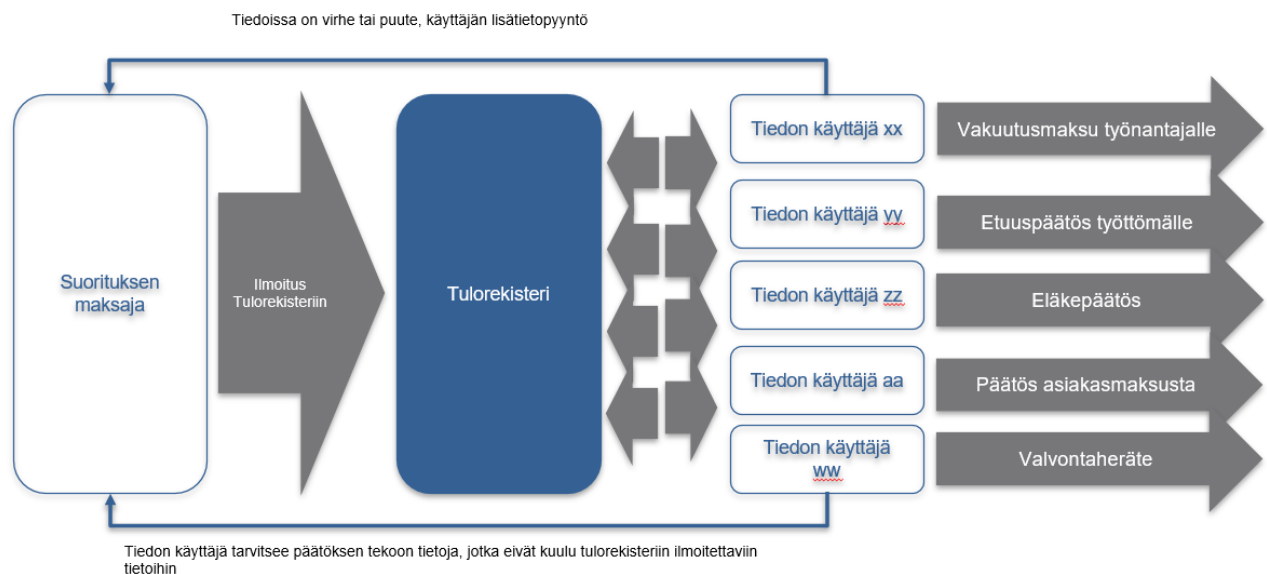 Tiedoissa on virhe tai puute, käyttäjän lisätietopyyntö
Suorituksen
maksaja
Ilmoitus
Tulorekisteriin
Tulorekisteri
Tiedon käyttäjä xx
Vakuutusmaksu työnantajalle
Tiedon käyttäjä yy
Etuuspäätös työttömälle
Tiedon käyttäjä zz
Eläkepäätös
Tiedon käyttäjä aa
Päätös asiakasmaksusta
Tiedon käyttäjä
ww
Valvontaheräte
Tiedon käyttäjä tarvitsee päätöksen tekoon tietoja, jotka eivät kuulu tulorekisteriin ilmoitettaviin
tietoihin